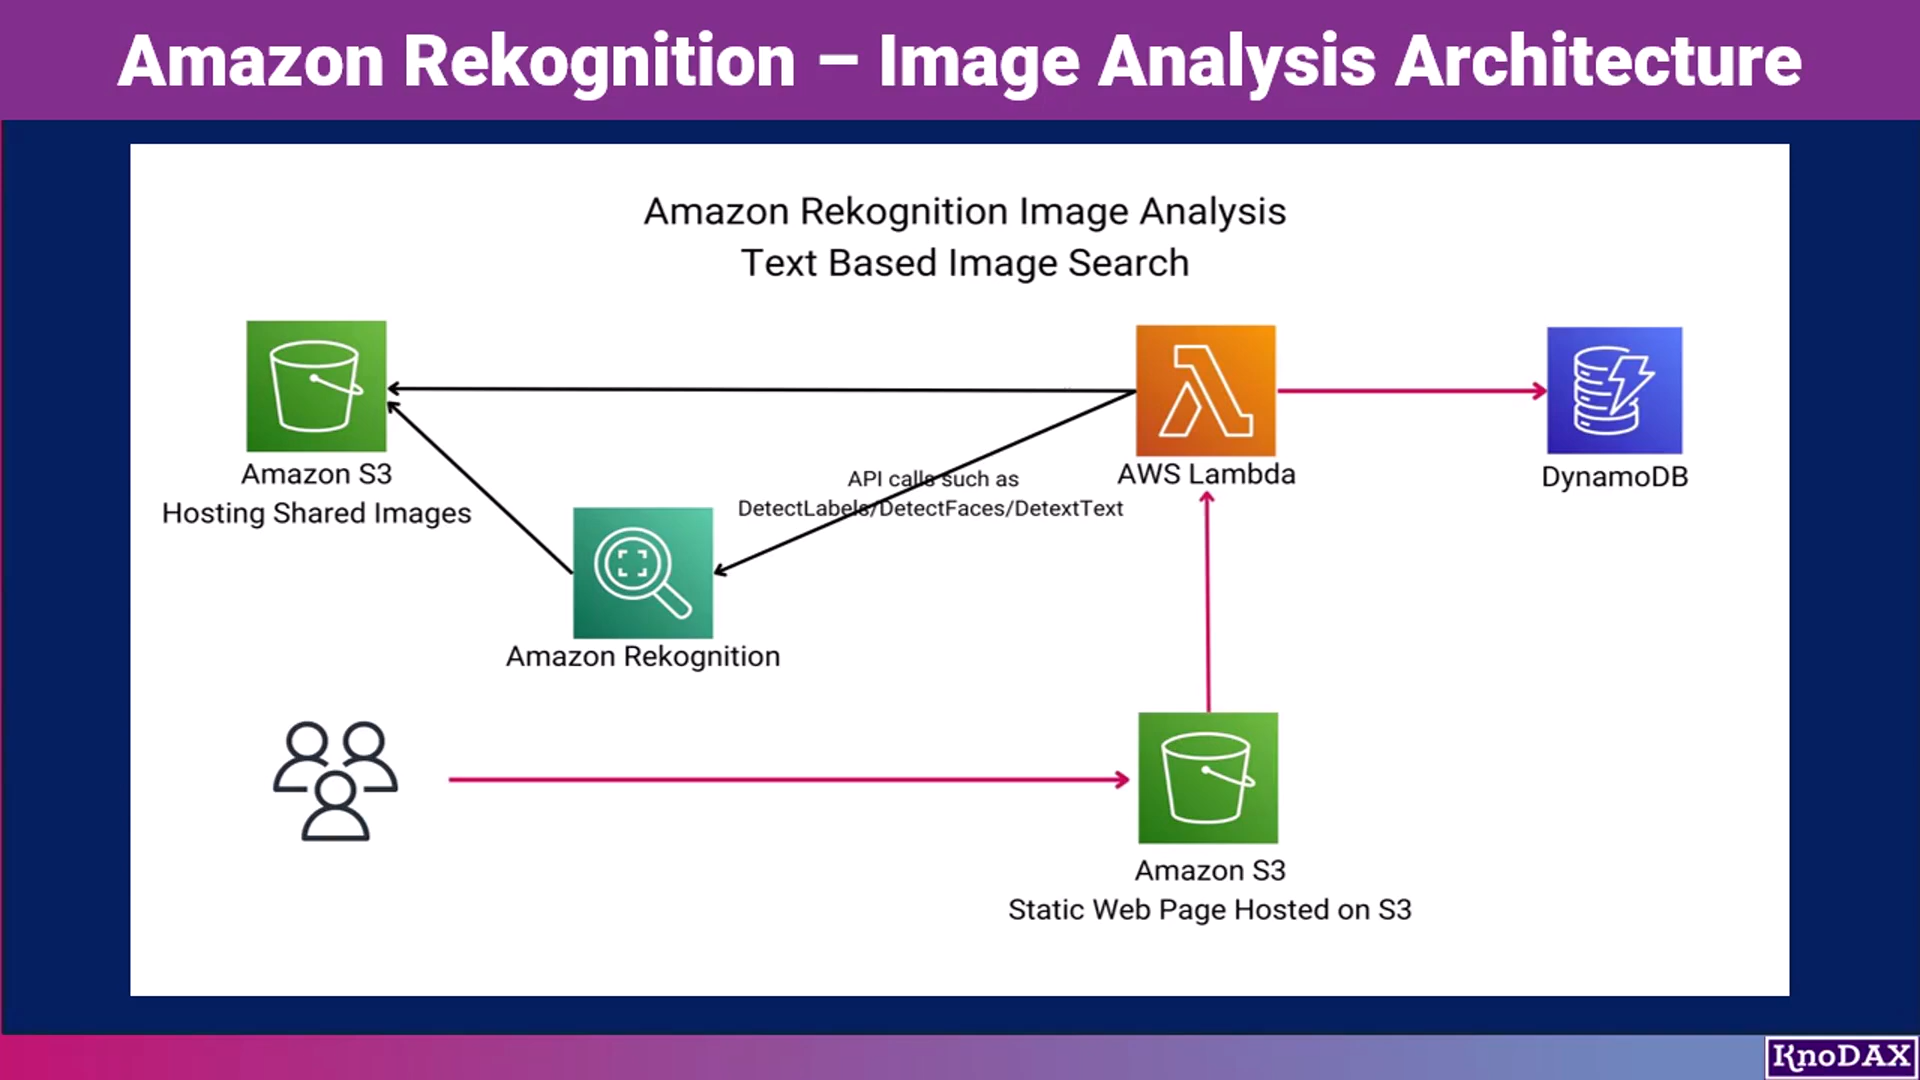 Amazon Rekognition – Image Analysis Architecture
Amazon Rekognition Image Analysis
Text Based Image Search
Amazon S3
Hosting Shared Images
API calls such as
DetectLabels/DetectFaces/DetextText
AWS Lambda
DynamoDB
Amazon Rekognition
Amazon S3
Static Web Page Hosted on S3
KnoDAX